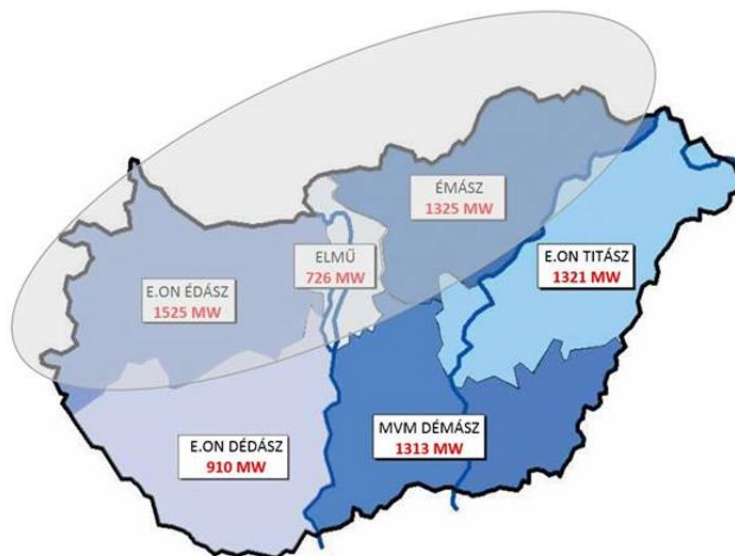 ÉMÁSZ
1325 MW
ELMŰ
726 MW
E.ON TITÁSZ
1321 MW
E.ON ÉDÁSZ
1525 MW
MVM DÉMÁSZ
1313 MW
E.ON DÉDÁSZ
910 MW